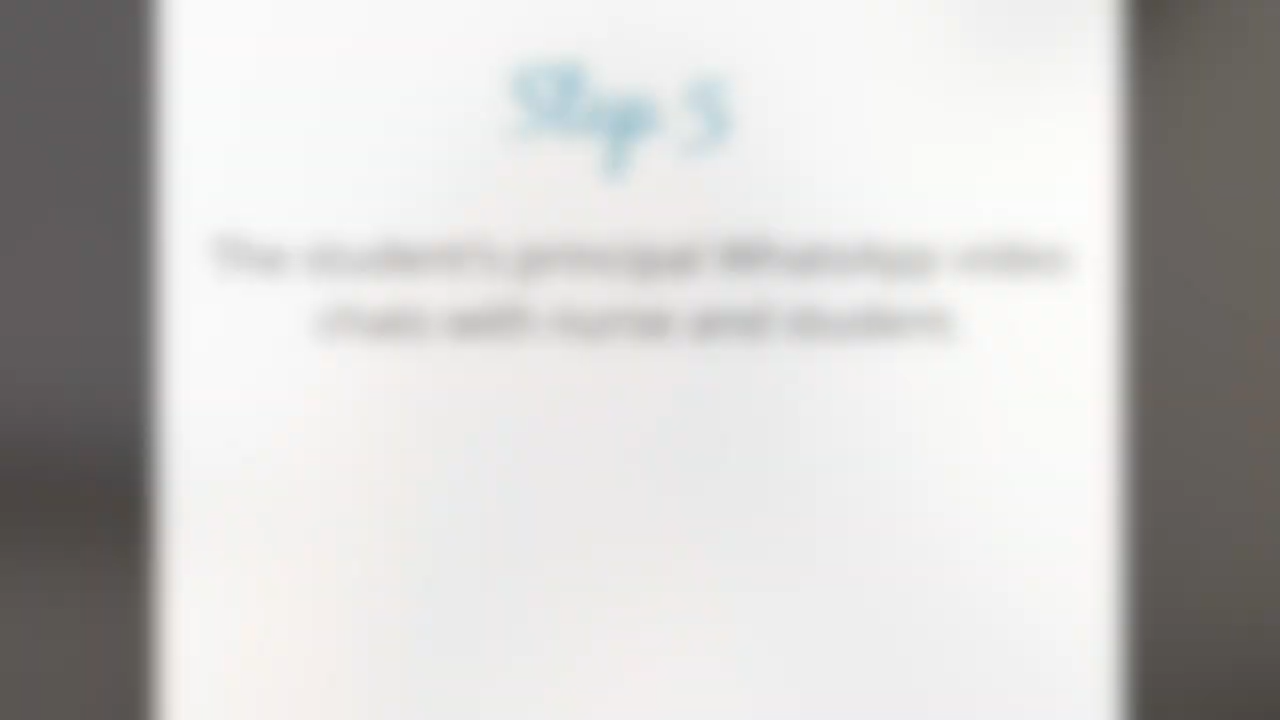 Step 5
The student's principal WhatsApp video
chats with nurse and student.